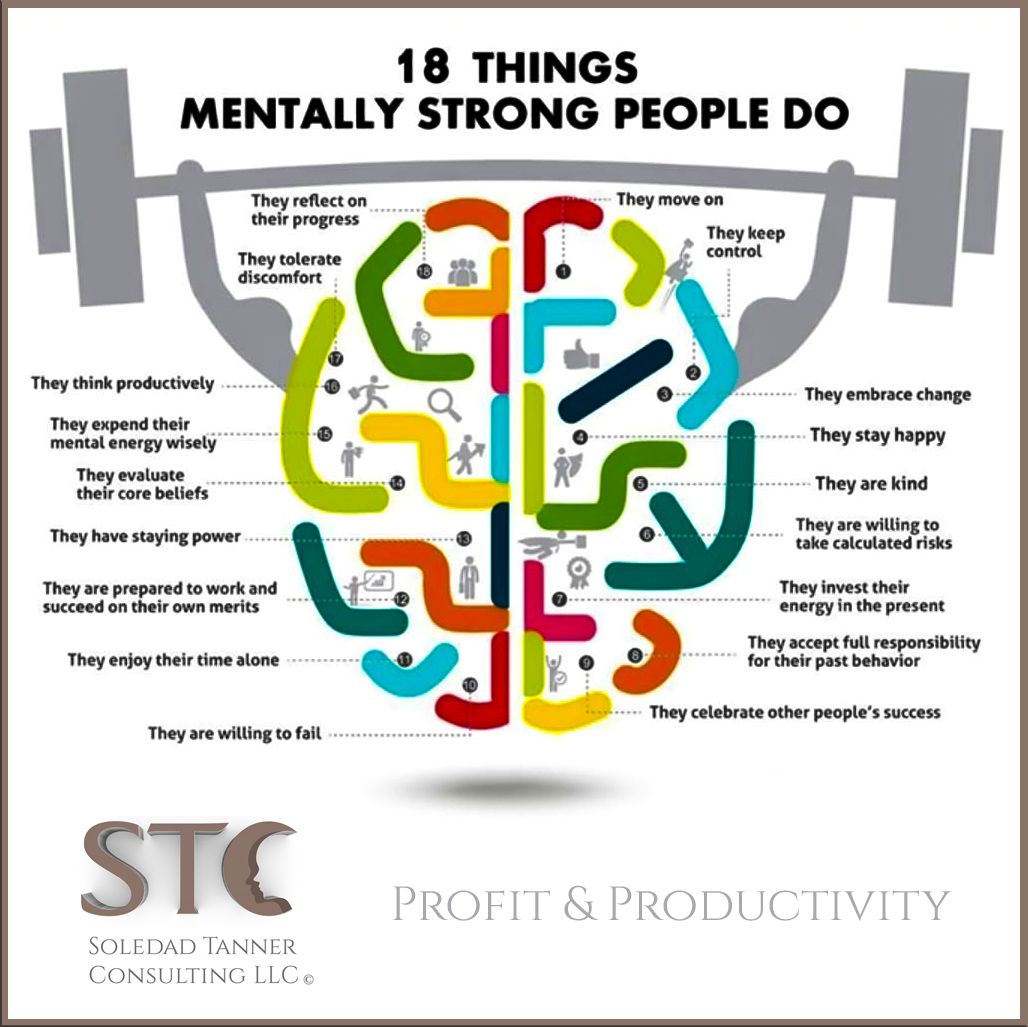 18 THINGS
MENTALLY STRONG PEOPLE DO
They reflect on
their progress
They move on
They keep
control
They tolerate
discomfort
18
1
17
2
They think productively
16
3
They embrace change
They expend their
mental energy wisely
15
4
They stay happy
They evaluate
their core beliefs
14
5
They are kind
They have staying power
13
6
They are willing to
take calculated risks
They are prepared to work and
succeed on their own merits
12
7
They invest their
energy in the present
They enjoy their time alone
11
8
They accept full responsibility
for their past behavior
10
9
They celebrate other people's success
They are willing to fail
STC
SOLEDAD TANNER
CONSULTING LLC ©
PROFIT & PRODUCTIVITY